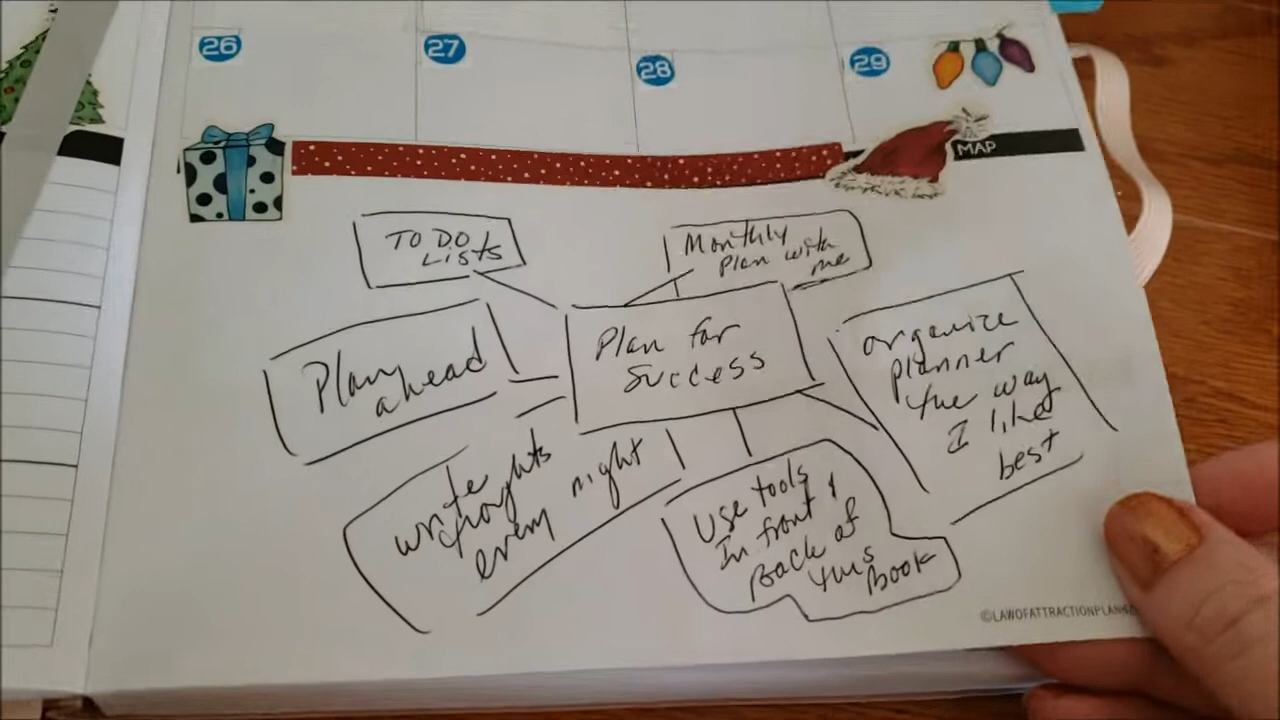 26
27
28
29
MAP
TO DO
Lists
Monthly
Plan with
me
Plan for
Success
Plan
ahead
organize
planner
the way
I like
best
write
thoughts
every night
Use tools
In front &
Back of
this
Book
©LAWOFATTRACTIONPLANNE